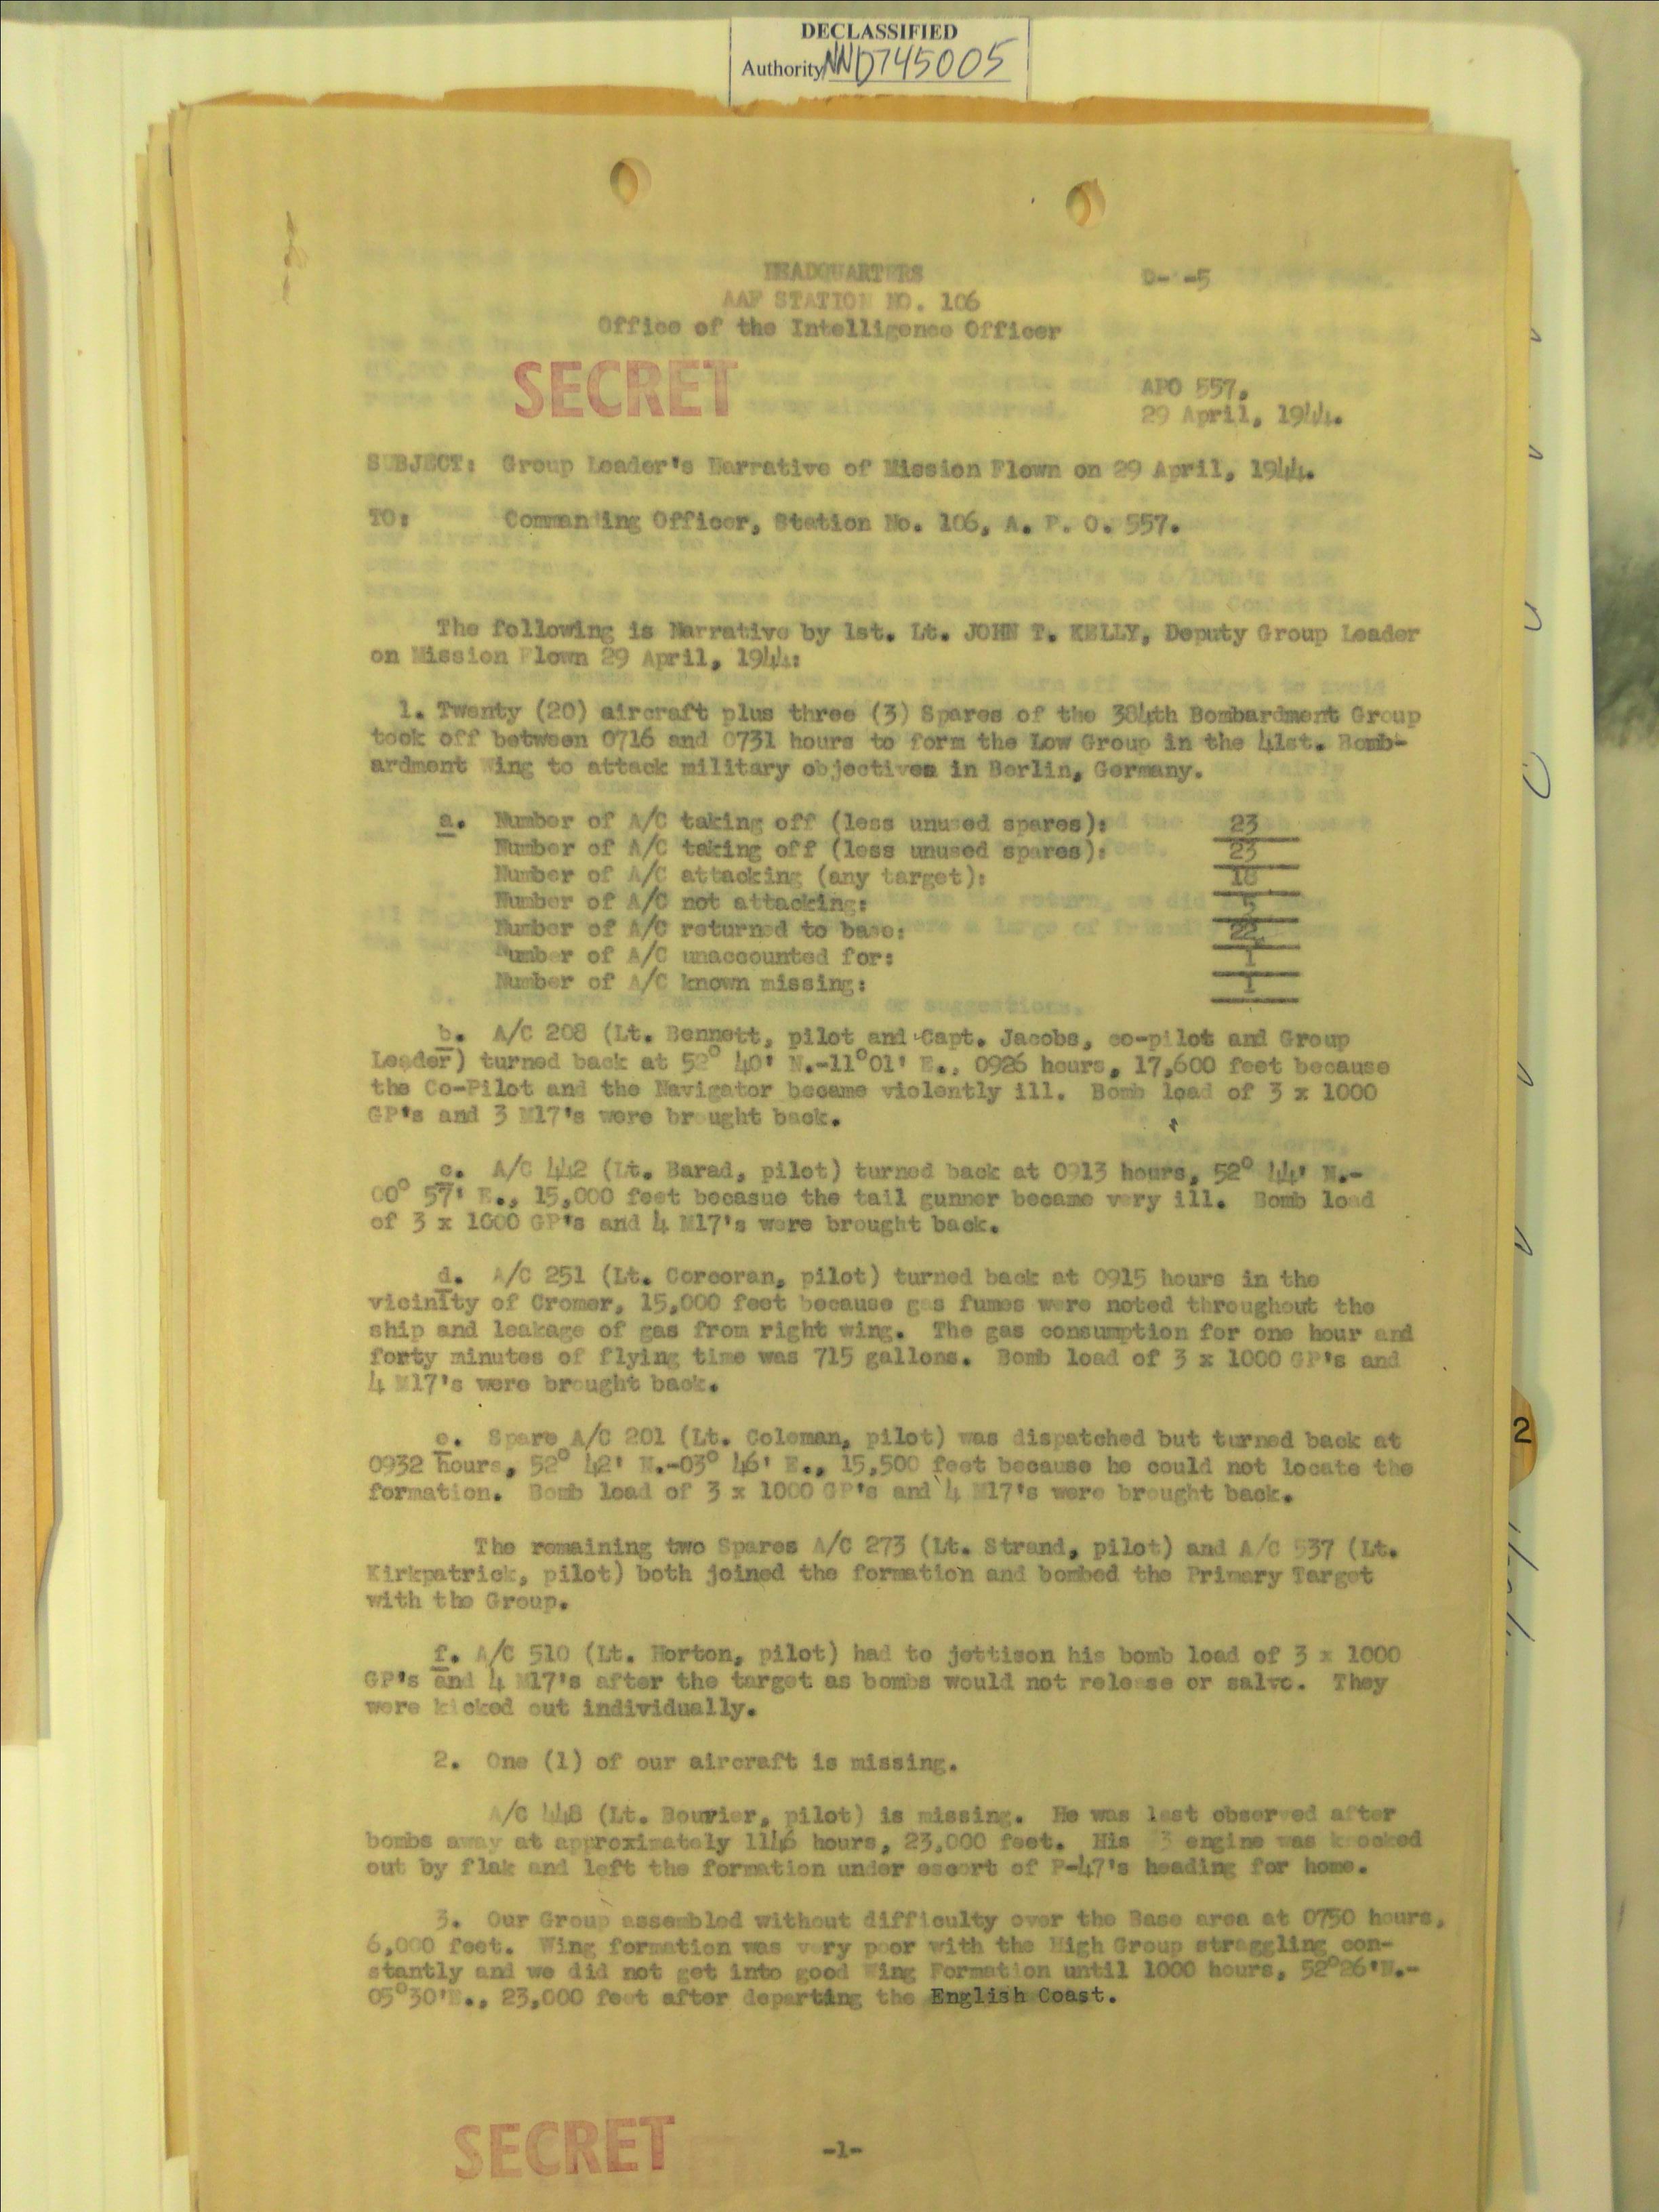 DECLASSIFIED
Authority NND745005
HEADQUARTERS
AAF STATION NO. 106
Office of the Intelligence Officer
SECRET
APO 557,
29 April, 1944.
SUBJECT: Group Leader's Narrative of Mission Flown on 29 April, 1944.
TO: Commanding Officer, Station No. 106, A. P. O. 557.
The following is Narrative by 1st. Lt. JOHN T. KELLY, Deputy Group Leader
on Mission Flown 29 April, 1944:
1. Twenty (20) aircraft plus three (3) Spares of the 384th Bombardment Group
took off between 0716 and 0731 hours to form the Low Group in the 41st. Bomb-
ardment Wing to attack military objectives in Berlin, Germany.
a. Number of A/C taking off (less unused spares): 23
Number of A/C taking off (less unused spares): 23
Number of A/C attacking (any target): 18
Number of A/C not attacking: 5
Number of A/C returned to base: 22
Number of A/C unaccounted for: 1
Number of A/C known missing: 1
b. A/C 208 (Lt. Bennett, pilot and Capt. Jacobs, co-pilot and Group
Leader) turned back at 52° 40' N.-11°01' E., 0926 hours, 17,600 feet because
the Co-Pilot and the Navigator became violently ill. Bomb load of 3 x 1000
GP's and 3 M17's were brought back.
c. A/C 442 (Lt. Barad, pilot) turned back at 0913 hours, 52° 44' N.-
00° 57' E., 15,000 feet becasue the tail gunner became very ill. Bomb load
of 3 x 1000 GP's and 4 M17's were brought back.
d. A/C 251 (Lt. Corcoran, pilot) turned back at 0915 hours in the
vicinity of Cromer, 15,000 feet because gas fumes were noted throughout the
ship and leakage of gas from right wing. The gas consumption for one hour and
forty minutes of flying time was 715 gallons. Bomb load of 3 x 1000 GP's and
4 M17's were brought back.
e. Spare A/C 201 (Lt. Coleman, pilot) was dispatched but turned back at
0932 hours, 52° 42' N.-03° 46' E., 15,500 feet because he could not locate the
formation. Bomb load of 3 x 1000 GP's and 4 M17's were brought back.
The remaining two Spares A/C 273 (Lt. Strand, pilot) and A/C 537 (Lt.
Kirkpatrick, pilot) both joined the formation and bombed the Primary Target
with the Group.
f. A/C 510 (Lt. Horton, pilot) had to jettison his bomb load of 3 x 1000
GP's and 4 M17's after the target as bombs would not release or salvo. They
were kicked out individually.
2. One (1) of our aircraft is missing.
A/C 448 (Lt. Bouvier, pilot) is missing. He was last observed after
bombs away at approximately 1146 hours, 23,000 feet. His 3 engine was knocked
out by flak and left the formation under escort of P-47's heading for home.
3. Our Group assembled without difficulty over the Base area at 0750 hours,
6,000 feet. Wing formation was very poor with the High Group straggling con-
stantly and we did not get into good Wing Formation until 1000 hours, 52°26'N.-
05°30'E., 23,000 feet after departing the English Coast.
2
SECRET
-1-